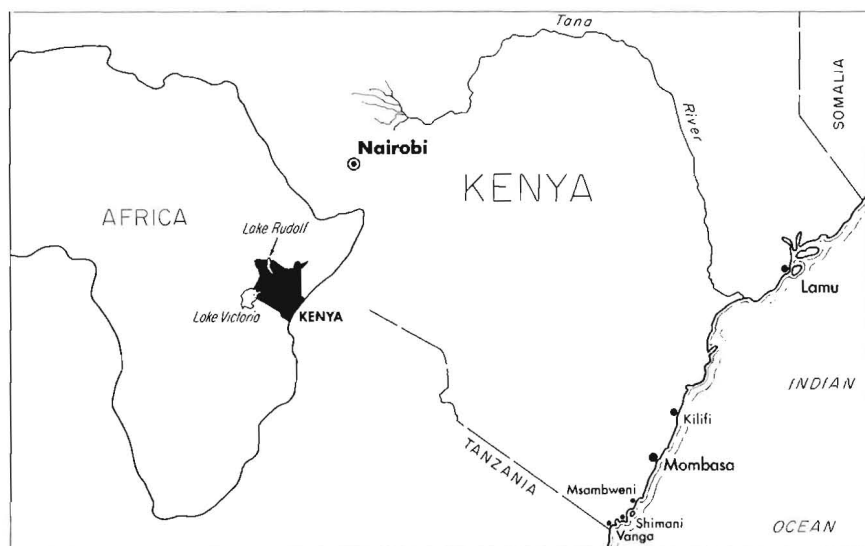 Tana
River
SOMALIA
Nairobi
KENYA
AFRICA
Lake Rudolf
Lake Victoria
KENYA
Lamu
INDIAN
Kilifi
TANZANIA
Mombasa
Msambweni
Shimani
Vanga
OCEAN